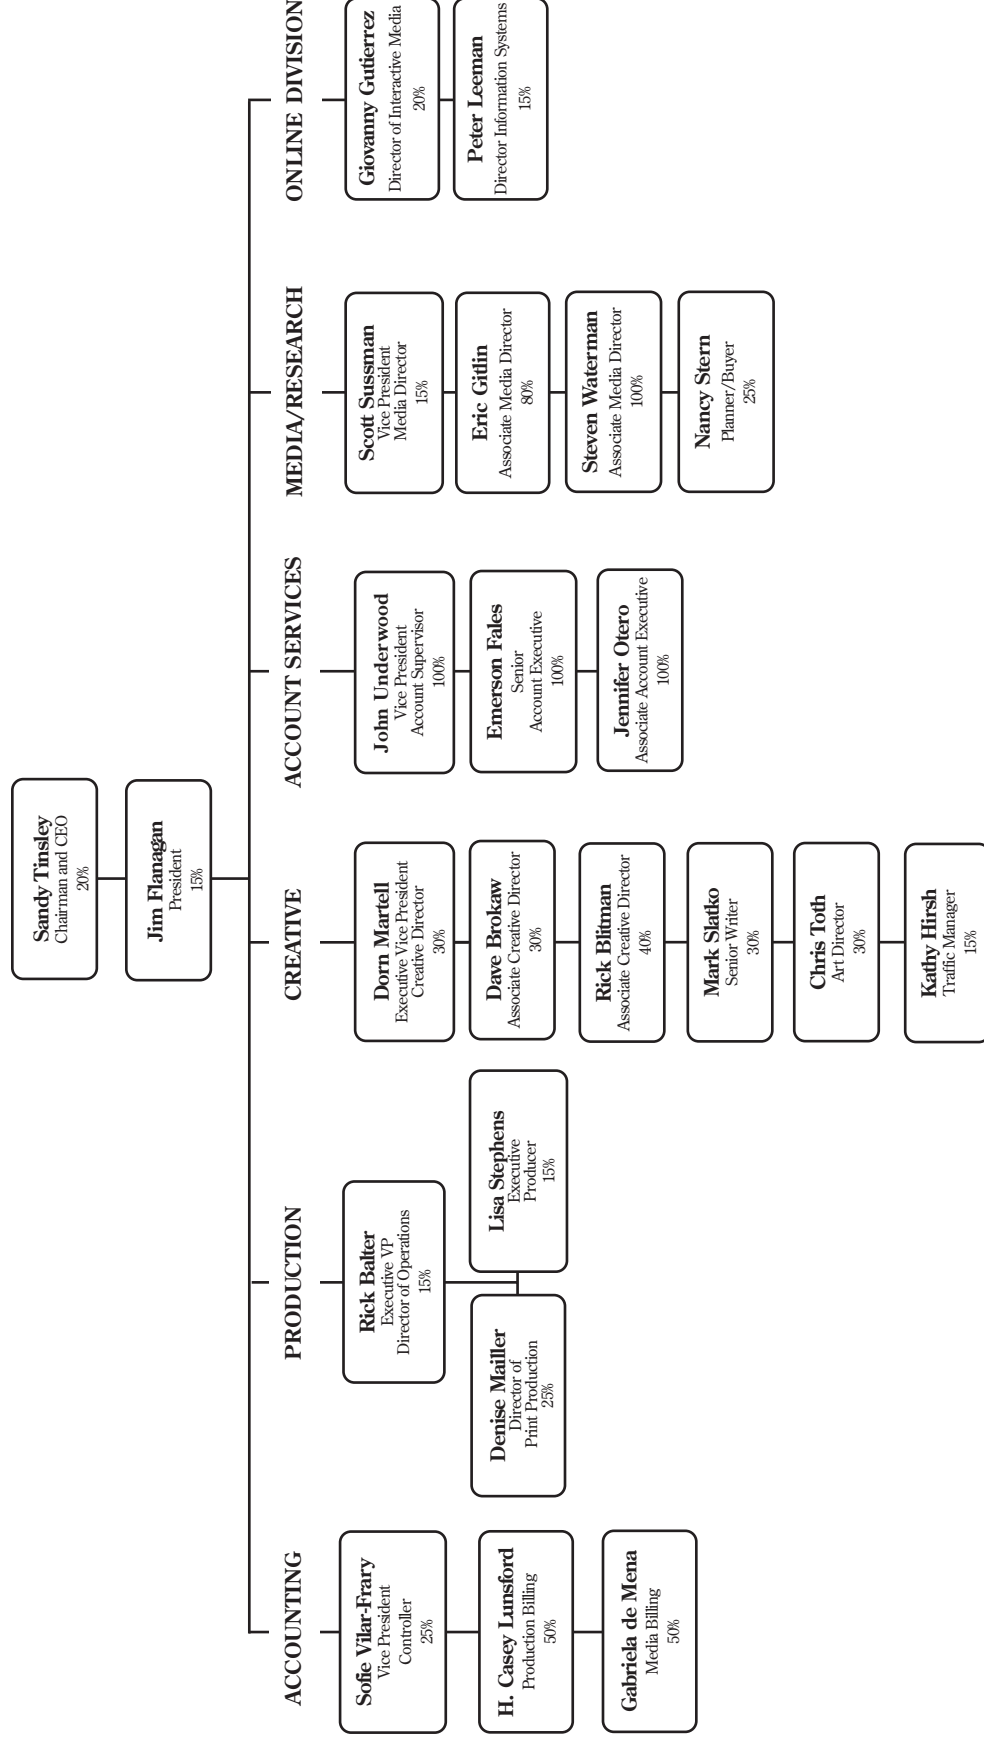 Sandy Tinsley
Chairman and CEO
20%
Jim Flanagan
President
15%
ACCOUNTING
Sofie Vilar-Frary
Vice President
Controller
25%
H. Casey Lunsford
Production Billing
50%
Gabriela de Mena
Media Billing
50%
PRODUCTION
Rick Balter
Executive VP
Director of Operations
15%
Denise Mailler
Director of
Print Production
25%
Lisa Stephens
Executive
Producer
15%
CREATIVE
Dorn Martell
Executive Vice President
Creative Director
30%
Dave Brokaw
Associate Creative Director
30%
Rick Blitman
Associate Creative Director
40%
Mark Slatko
Senior Writer
30%
Chris Toth
Art Director
30%
Kathy Hirsh
Traffic Manager
15%
ACCOUNT SERVICES
John Underwood
Vice President
Account Supervisor
100%
Emerson Fales
Senior
Account Executive
100%
Jennifer Otero
Associate Account Executive
100%
MEDIA/RESEARCH
Scott Sussman
Vice President
Media Director
15%
Eric Gitlin
Associate Media Director
80%
Steven Waterman
Associate Media Director
100%
Nancy Stern
Planner/Buyer
25%
ONLINE DIVISION
Giovanny Gutierrez
Director of Interactive Media
20%
Peter Leeman
Director Information Systems
15%